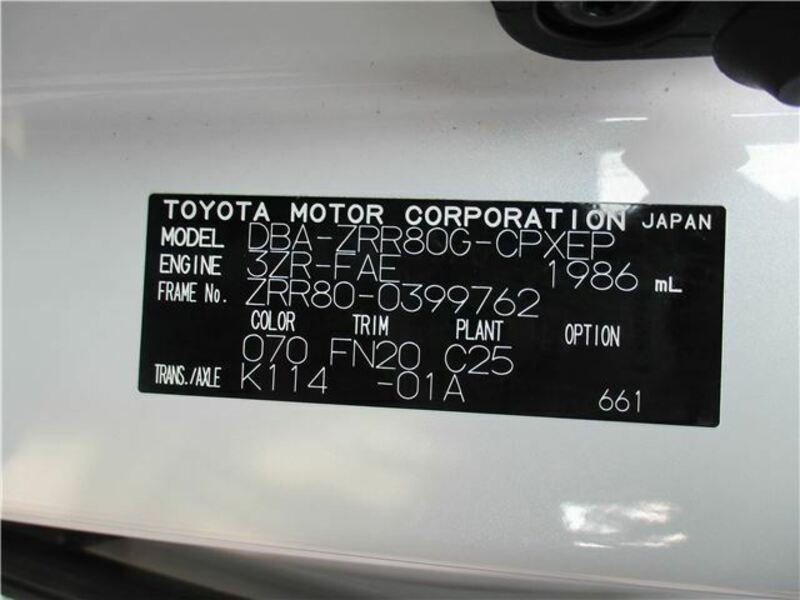 TOYOTA MOTOR CORPORATION JAPAN
MODEL DBA-ZRR80G-CPXEP
ENGINE 3ZR-FAE 1986 mL
FRAME No. ZRR80-0399762
COLOR TRIM PLANT OPTION
070 FN20 C25
TRANS./AXLE K114 -01A 661